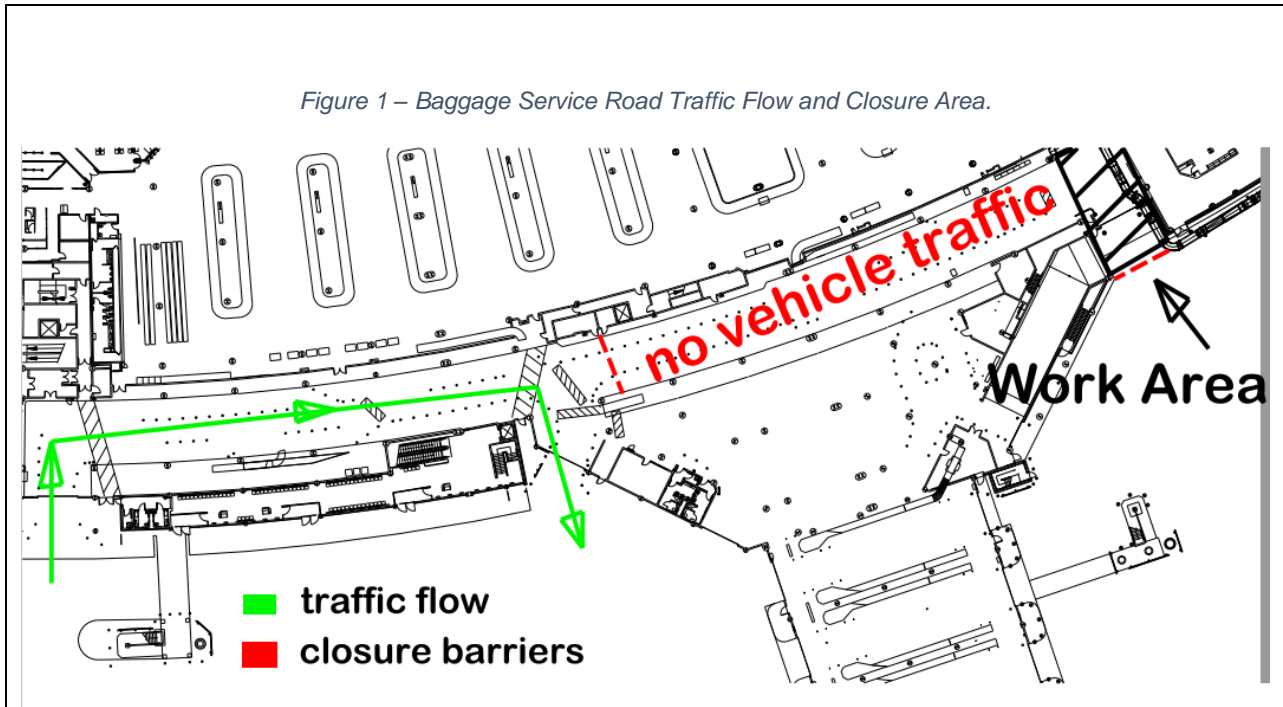 Figure 1 – Baggage Service Road Traffic Flow and Closure Area.
no vehicle traffic
Work Area
traffic flow
closure barriers